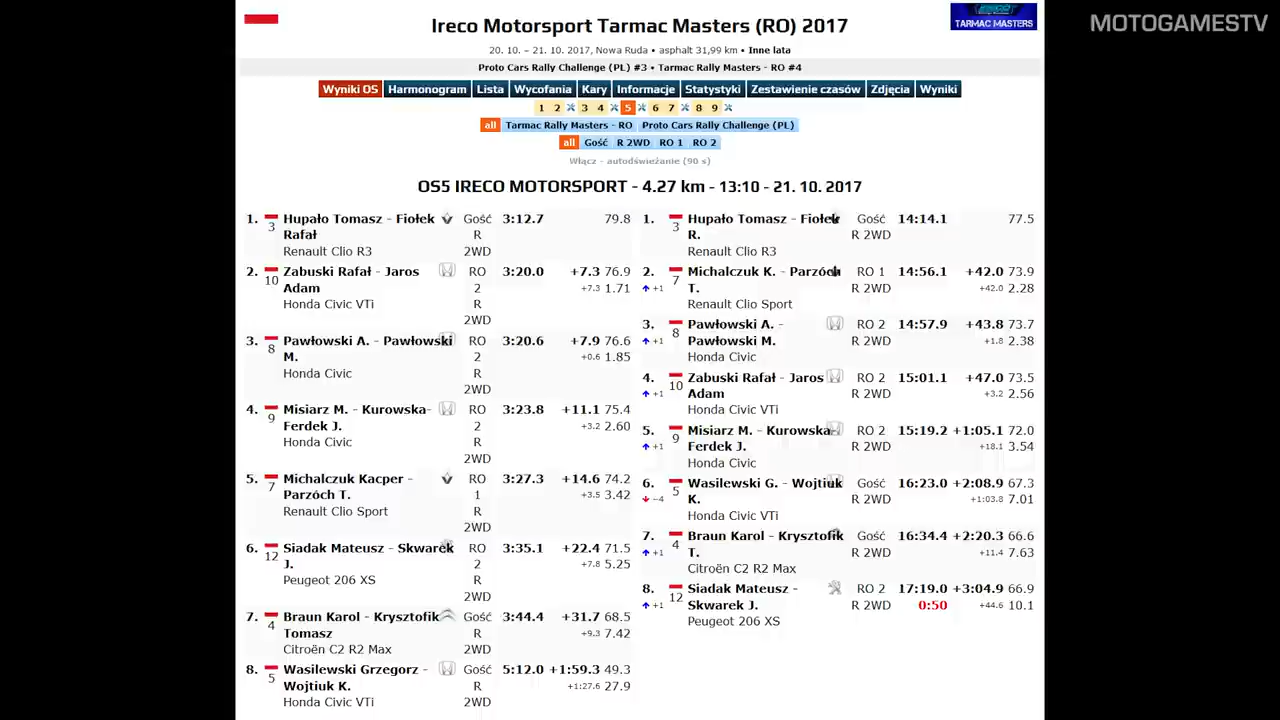 MOTOGAMESTV
TARMAC MASTERS
Ireco Motorsport Tarmac Masters (RO) 2017
20. 10. – 21. 10. 2017, Nowa Ruda • asphalt 31,99 km • Inne lata
Proto Cars Rally Challenge (PL) #3 • Tarmac Rally Masters - RO #4
Wyniki OS Harmonogram Lista Wycofania Kary Informacje Statystyki Zestawienie czasów Zdjęcia Wyniki
1 2 3 4 5 6 7 8 9
all Tarmac Rally Masters - RO Proto Cars Rally Challenge (PL)
all Gość R 2WD RO 1 RO 2
Włącz - autodświeżanie (90 s)
OS5 IRECO MOTORSPORT - 4.27 km - 13:10 - 21. 10. 2017
1. 3 Hupało Tomasz - Fiołek Gość 3:12.7 79.8
Rafał R
Renault Clio R3 2WD
2. 10 Zabuski Rafał - Jaros RO 3:20.0 +7.3 76.9
Adam 2 +7.3 1.71
Honda Civic VTi R
2WD
3. 8 Pawłowski A. - Pawłowski RO 3:20.6 +7.9 76.6
M. 2 +0.6 1.85
Honda Civic R
2WD
4. 9 Misiarz M. - Kurowska- RO 3:23.8 +11.1 75.4
Ferdek J. 2 +3.2 2.60
Honda Civic R
2WD
5. 7 Michalczuk Kacper - RO 3:27.3 +14.6 74.2
Parzóch T. 1 +3.5 3.42
Renault Clio Sport R
2WD
6. 12 Siadak Mateusz - Skwarek RO 3:35.1 +22.4 71.5
J. 2 +7.8 5.25
Peugeot 206 XS R
2WD
7. 4 Braun Karol - Krysztofik Gość 3:44.4 +31.7 68.5
Tomasz R +9.3 7.42
Citroën C2 R2 Max 2WD
8. 5 Wasilewski Grzegorz - Gość 5:12.0 +1:59.3 49.3
Wojtiuk K. R +1:27.6 27.9
Honda Civic VTi 2WD
1. 3 Hupało Tomasz - Fiołek Gość 14:14.1 77.5
R. R 2WD
Renault Clio R3
2. 7 Michalczuk K. - Parzóch RO 1 14:56.1 +42.0 73.9
+1 T. R 2WD +42.0 2.28
Renault Clio Sport
3. 8 Pawłowski A. - RO 2 14:57.9 +43.8 73.7
+1 Pawłowski M. R 2WD +1.8 2.38
Honda Civic
4. 10 Zabuski Rafał - Jaros RO 2 15:01.1 +47.0 73.5
+1 Adam R 2WD +3.2 2.56
Honda Civic VTi
5. 9 Misiarz M. - Kurowska- RO 2 15:19.2 +1:05.1 72.0
+1 Ferdek J. R 2WD +18.1 3.54
Honda Civic
6. 5 Wasilewski G. - Wojtiuk Gość 16:23.0 +2:08.9 67.3
-4 K. R 2WD +1:03.8 7.01
Honda Civic VTi
7. 4 Braun Karol - Krysztofik Gość 16:34.4 +2:20.3 66.6
+1 T. R 2WD +11.4 7.63
Citroën C2 R2 Max
8. 12 Siadak Mateusz - RO 2 17:19.0 +3:04.9 66.9
+1 Skwarek J. R 2WD 0:50 +44.6 10.1
Peugeot 206 XS